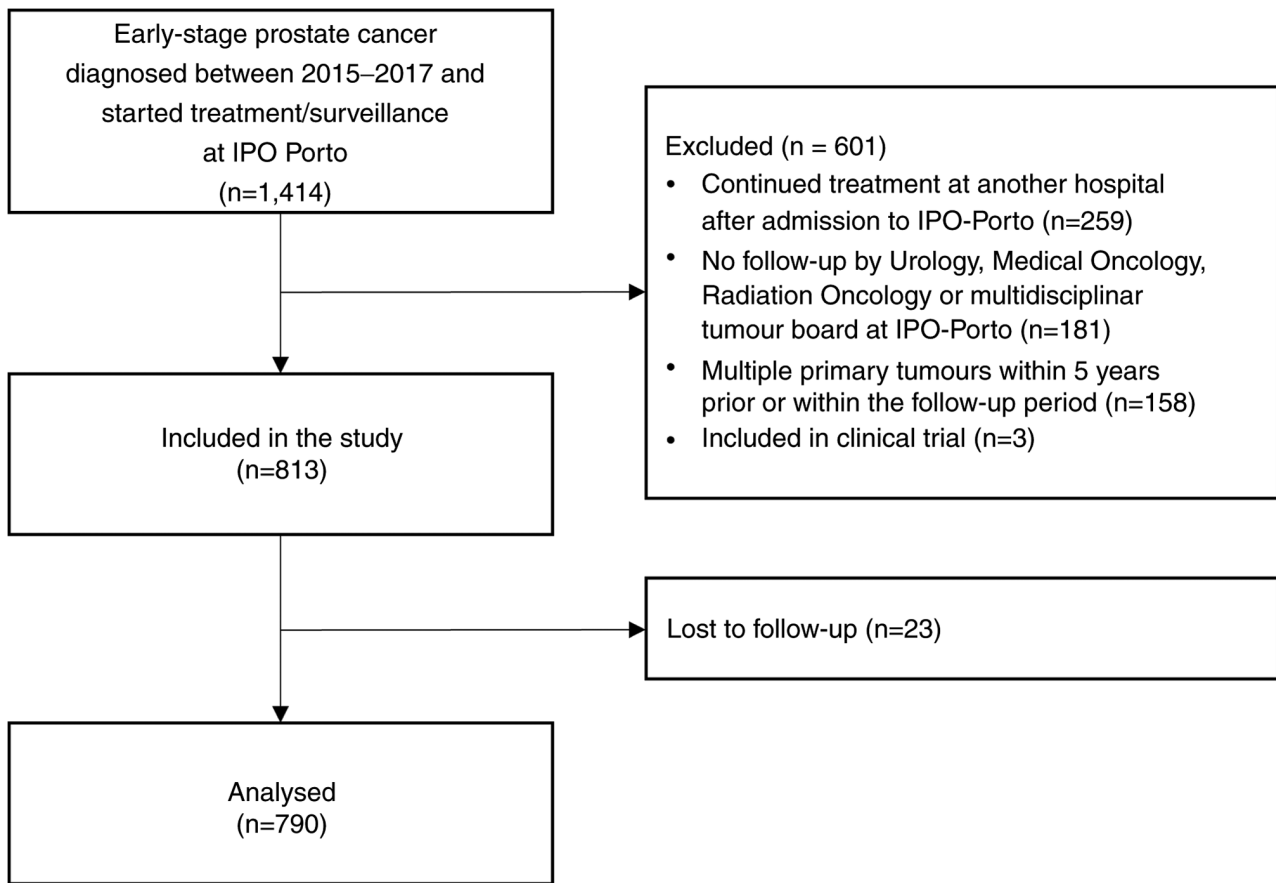 Early-stage prostate cancer
diagnosed between 2015–2017 and
started treatment/surveillance
at IPO Porto
(n=1,414)
Excluded (n = 601)
• Continued treatment at another hospital
after admission to IPO-Porto (n=259)
• No follow-up by Urology, Medical Oncology,
Radiation Oncology or multidisciplinar
tumour board at IPO-Porto (n=181)
• Multiple primary tumours within 5 years
prior or within the follow-up period (n=158)
• Included in clinical trial (n=3)
Included in the study
(n=813)
Lost to follow-up (n=23)
Analysed
(n=790)